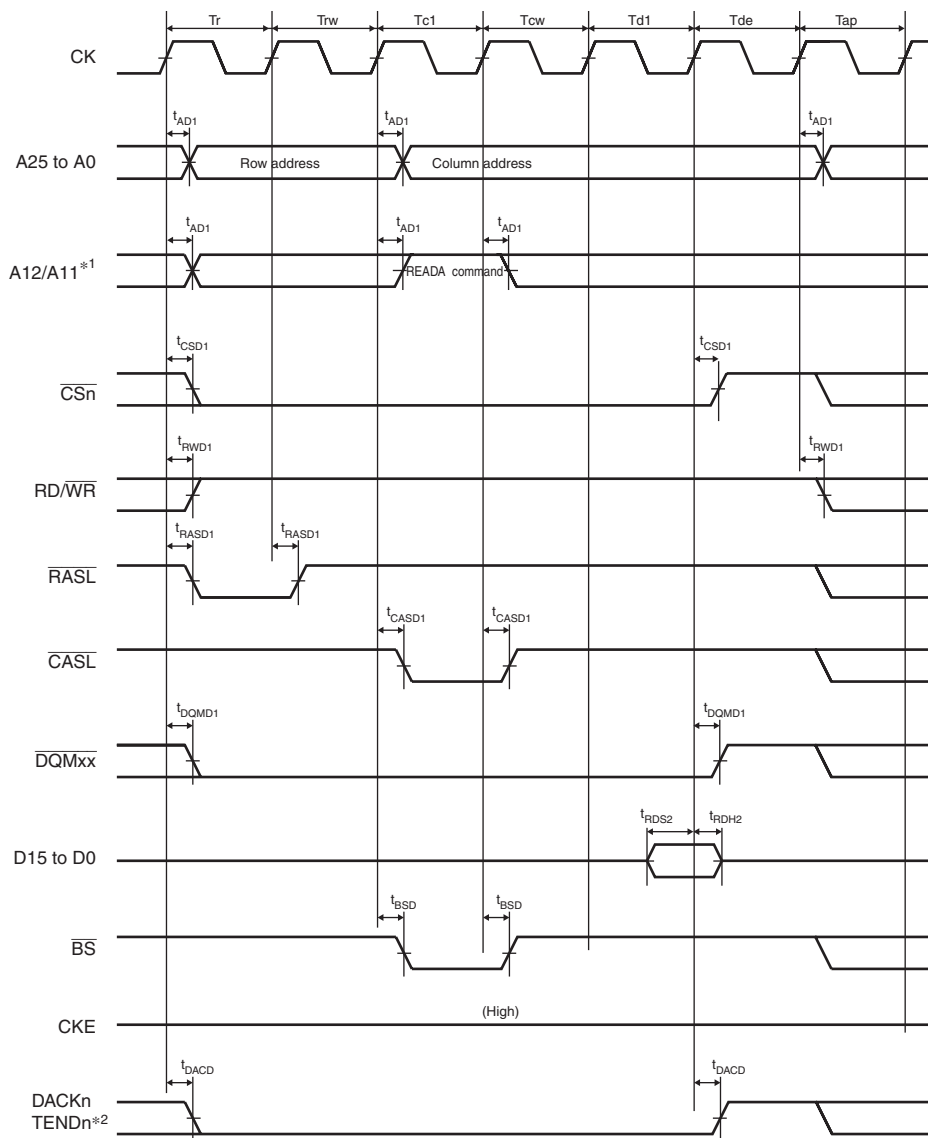 Tr Trw Tc1 Tcw Td1 Tde Tap
CK
tAD1 tAD1 tAD1
A25 to A0 Row address Column address
tAD1 tAD1 tAD1
A12/A11*1 READA command
tCSD1 tCSD1
CSn
tRWD1 tRWD1
RD/WR
tRASD1 tRASD1
RASL
tCASD1 tCASD1
CASL
tDQMD1 tDQMD1
DQMxx
tRDS2 tRDH2
D15 to D0
tBSD tBSD
BS
(High)
CKE
tDACD tDACD
DACKn
TENDn*2